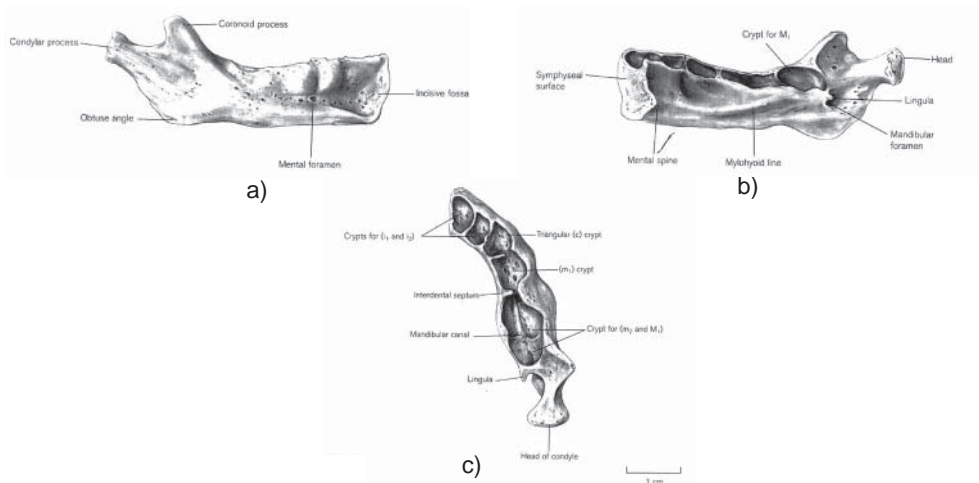 Coronoid process
Condylar process
Incisive fossa
Obtuse angle
Mental foramen
a)
Crypt for M₁
Head
Symphyseal
surface
Lingula
Mandibular
foramen
Mental spine
Mylohyoid line
b)
Crypts for (i₁ and i₂)
Triangular (c) crypt
(m₁) crypt
Interdental septum
Mandibular canal
Crypt for (m₂ and M₁)
Lingula
Head of condyle
c)
1 cm